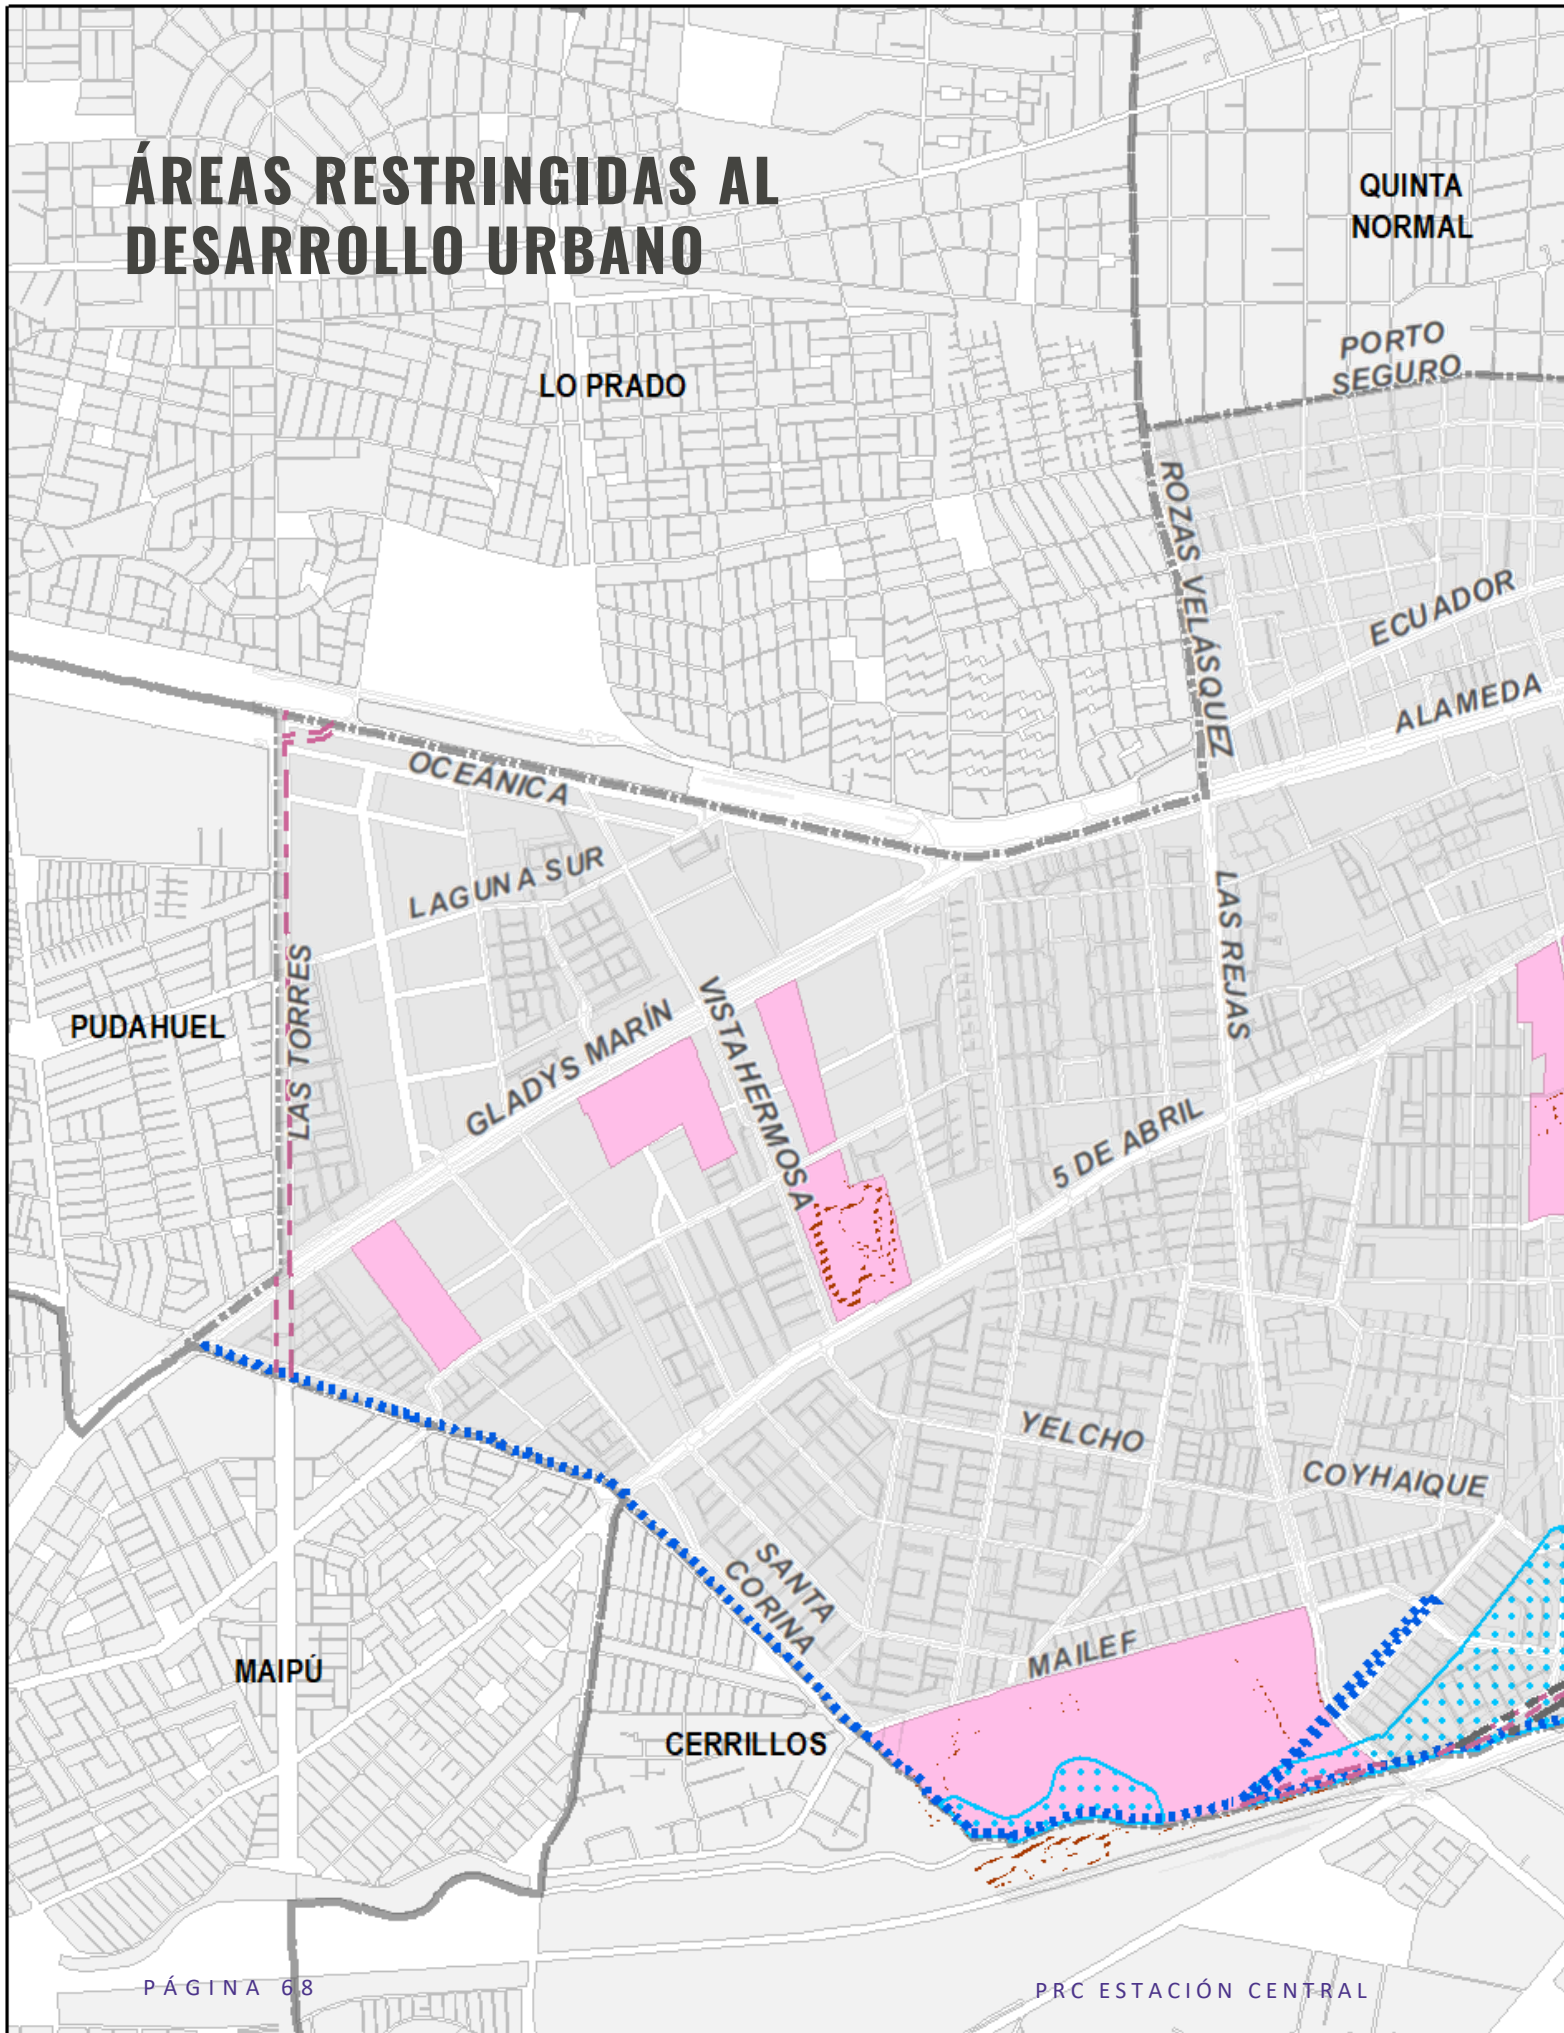 ÁREAS RESTRINGIDAS AL
DESARROLLO URBANO
QUINTA
NORMAL
PORTO
SEGURO
LO PRADO
ROZAS VELÁSQUEZ
ECUADOR
ALAMEDA
OCEÁNICA
LAGUNA SUR
LAS REJAS
LAS TORRES
PUDAHUEL
VISTA HERMOSA
GLADYS MARÍN
5 DE ABRIL
YELCHO
COYHAIQUE
SANTA
CORINA
MAILEF
MAIPÚ
CERRILLOS
PÁGINA 68
PRC ESTACIÓN CENTRAL